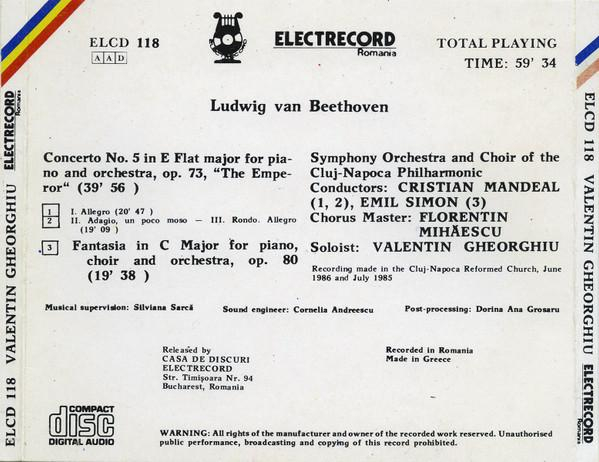 ELCD 118
AAD
ELECTRECORD
Romania
TOTAL PLAYING
TIME: 59' 34
Ludwig van Beethoven
Concerto No. 5 in E Flat major for pia-
no and orchestra, op. 73, "The Empe-
ror" (39' 56 )
1 I. Allegro (20' 47 )
2 II. Adagio, un poco moso — III. Rondo. Allegro
(19' 09 )
3 Fantasia in C Major for piano,
choir and orchestra, op. 80
(19' 38 )
Symphony Orchestra and Choir of the
Cluj-Napoca Philharmonic
Conductors: CRISTIAN MANDEAL
(1, 2), EMIL SIMON (3)
Chorus Master: FLORENTIN
MIHĂESCU
Soloist: VALENTIN GHEORGHIU
Recording made in the Cluj-Napoca Reformed Church, June
1986 and July 1985
Musical supervision: Silviana Sarcă
Sound engineer: Cornelia Andreescu
Post-processing: Dorina Ana Grosaru
Released by
CASA DE DISCURI
ELECTRECORD
Str. Timişoara Nr. 94
Bucharest, Romania
Recorded in Romania
Made in Greece
COMPACT
disc
DIGITAL AUDIO
WARNING: All rights of the manufacturer and owner of the recorded work reserved. Unauthorised
public performance, broadcasting and copying of this record prohibited.
ELCD 118 VALENTIN GHEORGHIU ELECTRECORD
Romania
ELCD 118 VALENTIN GHEORGHIU ELECTRECORD
Romania